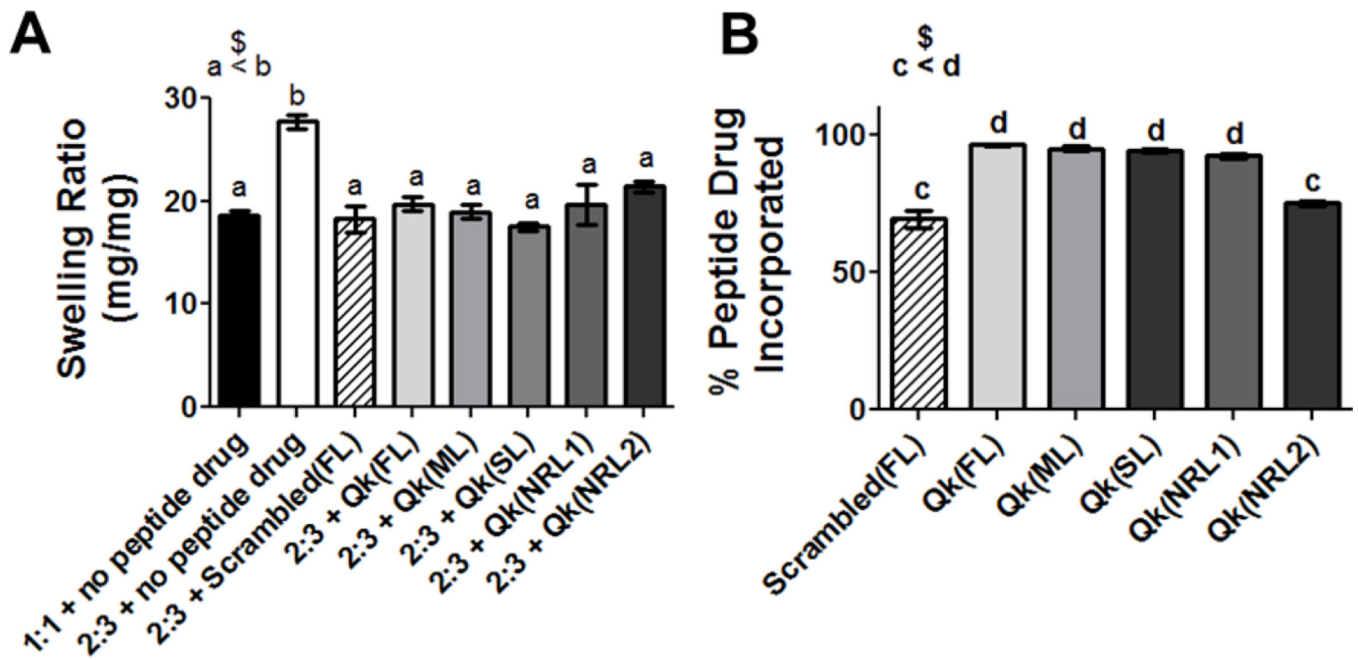 A
$
a < b
Swelling Ratio
(mg/mg)
30
20
10
0
a
b
a
a
a
a
a
a
1:1 + no peptide drug
2:3 + no peptide drug
2:3 + Scrambled(FL)
2:3 + Qk(FL)
2:3 + Qk(ML)
2:3 + Qk(SL)
2:3 + Qk(NRL1)
2:3 + Qk(NRL2)
B
$
c < d
% Peptide Drug
Incorporated
100
50
0
c
d
d
d
d
c
Scrambled(FL)
Qk(FL)
Qk(ML)
Qk(SL)
Qk(NRL1)
Qk(NRL2)